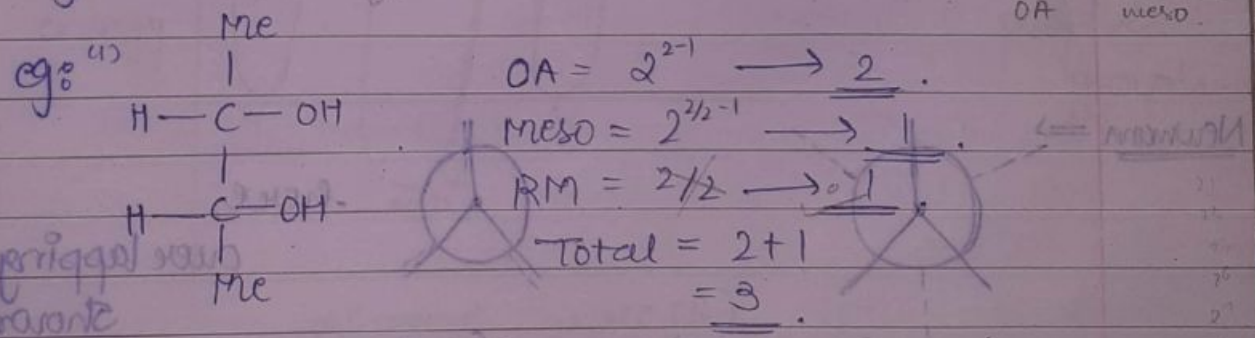 OA meso.
Me
eg: (1) | OA = 2^(2-1) → 2.
H — C — OH
| meso = 2^(2/2-1) → 1.
RM = 2/2 → 1
H — C — OH
| Total = 2+1
Me
= 3.